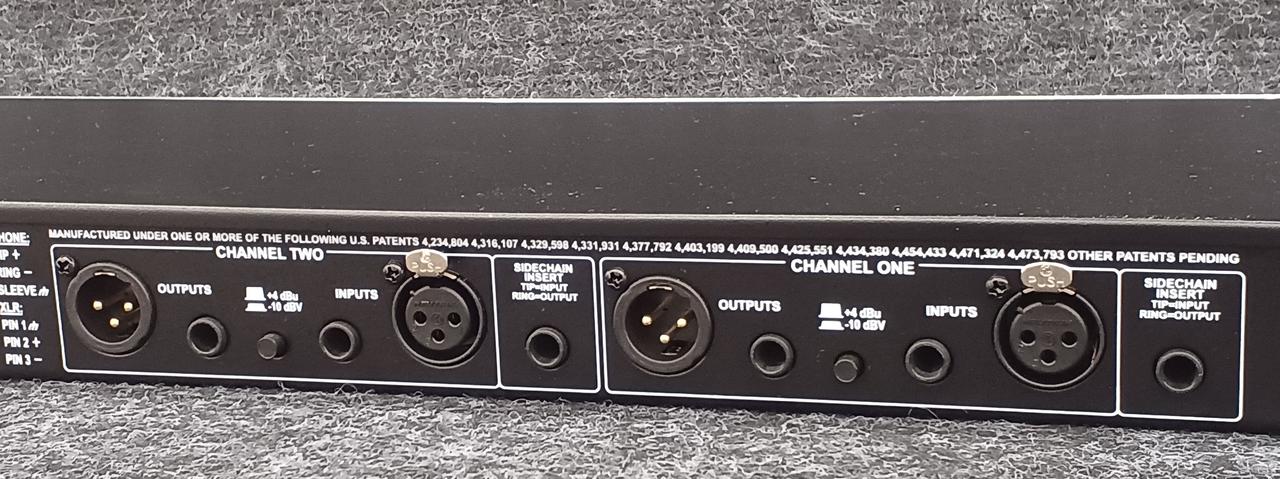 HONE:
IP +
RING –
SLEEVE
XLR:
PIN 1
PIN 2 +
PIN 3 –
MANUFACTURED UNDER ONE OR MORE OF THE FOLLOWING U.S. PATENTS 4,234,804 4,316,107 4,329,598 4,331,931 4,377,792 4,403,199 4,409,500 4,425,551 4,434,380 4,454,433 4,471,324 4,473,793 OTHER PATENTS PENDING
CHANNEL TWO
OUTPUTS
+4 dBu
-10 dBV
INPUTS
PUSH
SIDECHAIN
INSERT
TIP=INPUT
RING=OUTPUT
CHANNEL ONE
OUTPUTS
+4 dBu
-10 dBV
INPUTS
PUSH
SIDECHAIN
INSERT
TIP=INPUT
RING=OUTPUT